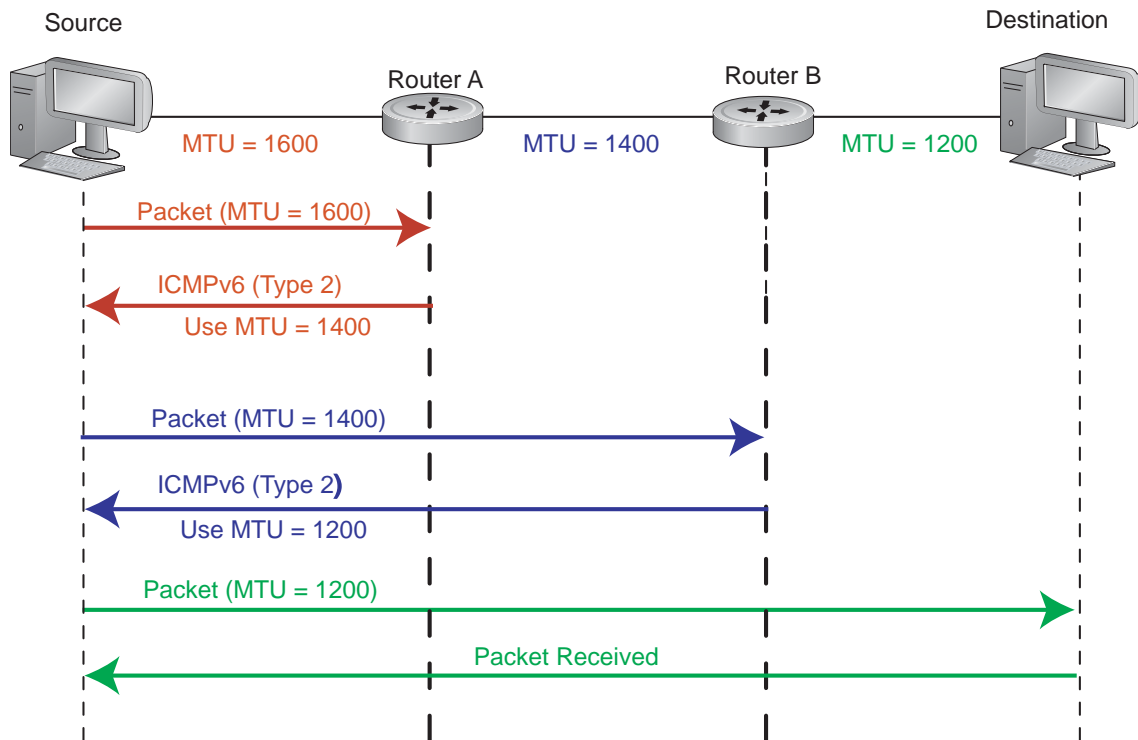 Source
Destination
Router A
Router B
MTU = 1600
MTU = 1400
MTU = 1200
Packet (MTU = 1600)
ICMPv6 (Type 2)
Use MTU = 1400
Packet (MTU = 1400)
ICMPv6 (Type 2)
Use MTU = 1200
Packet (MTU = 1200)
Packet Received